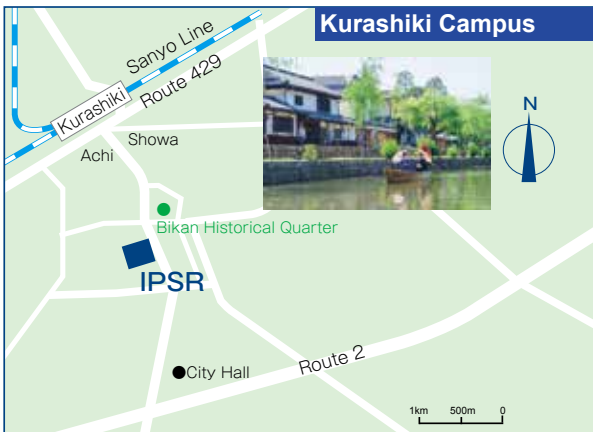 Kurashiki Campus
Sanyo Line
Kurashiki
Route 429
Showa
Achi
N
Bikan Historical Quarter
IPSR
City Hall
Route 2
1km 500m 0